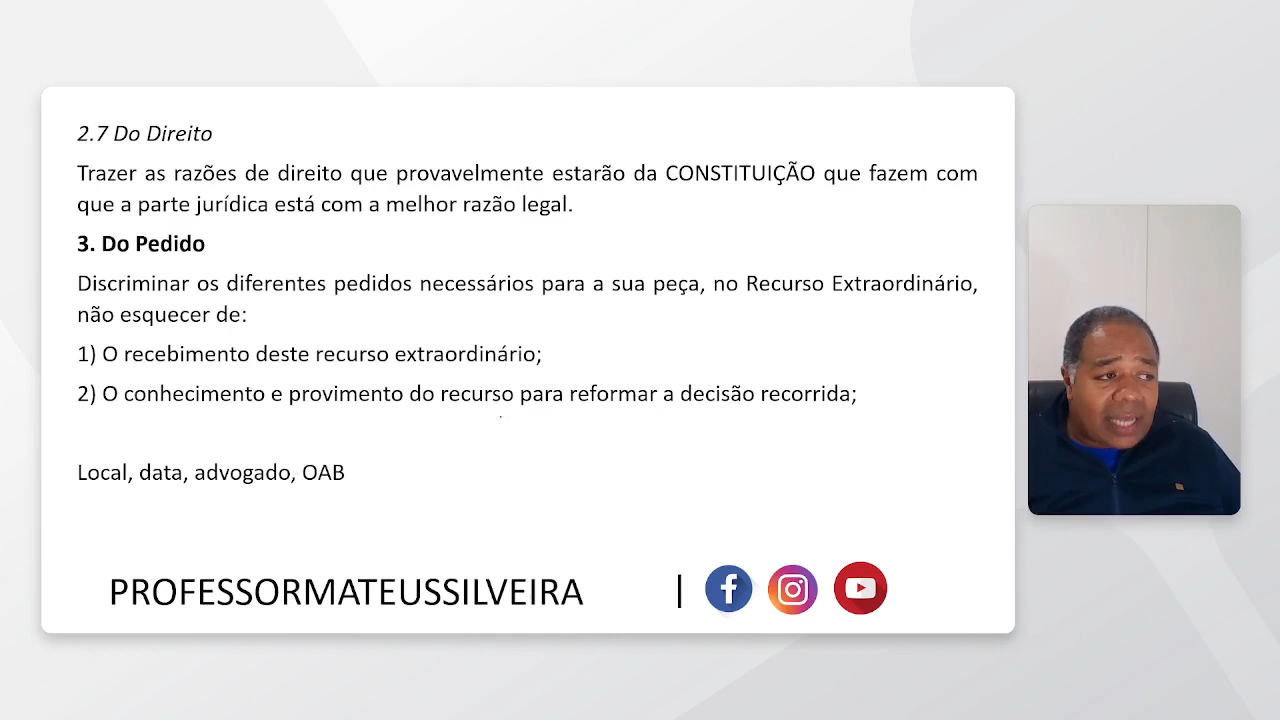 2.7 Do Direito
Trazer as razões de direito que provavelmente estarão da CONSTITUIÇÃO que fazem com
que a parte jurídica está com a melhor razão legal.
3. Do Pedido
Discriminar os diferentes pedidos necessários para a sua peça, no Recurso Extraordinário,
não esquecer de:
1) O recebimento deste recurso extraordinário;
2) O conhecimento e provimento do recurso para reformar a decisão recorrida;
Local, data, advogado, OAB
PROFESSORMATEUSSILVEIRA |